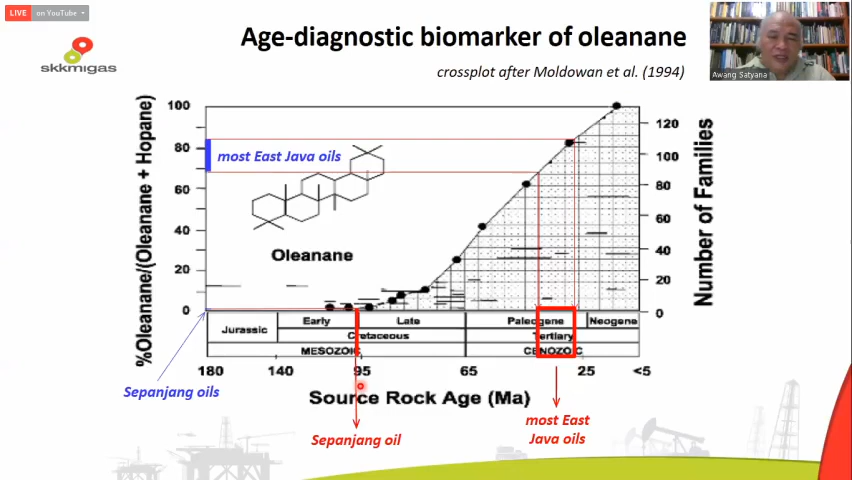 LIVE on YouTube
Age-diagnostic biomarker of oleanane
skkmigas
crossplot after Moldowan et al. (1994)
Awang Satyana
%Oleanane/(Oleanane + Hopane)
100
80
60
40
20
0
most East Java oils
Oleanane
120
100
80
60
40
20
0
Number of Families
Jurassic
Early
Late
Paleogene
Neogene
Cretaceous
Tertiary
MESOZOIC
CENOZOIC
180
140
95
65
25
<5
Source Rock Age (Ma)
Sepanjang oils
Sepanjang oil
most East
Java oils